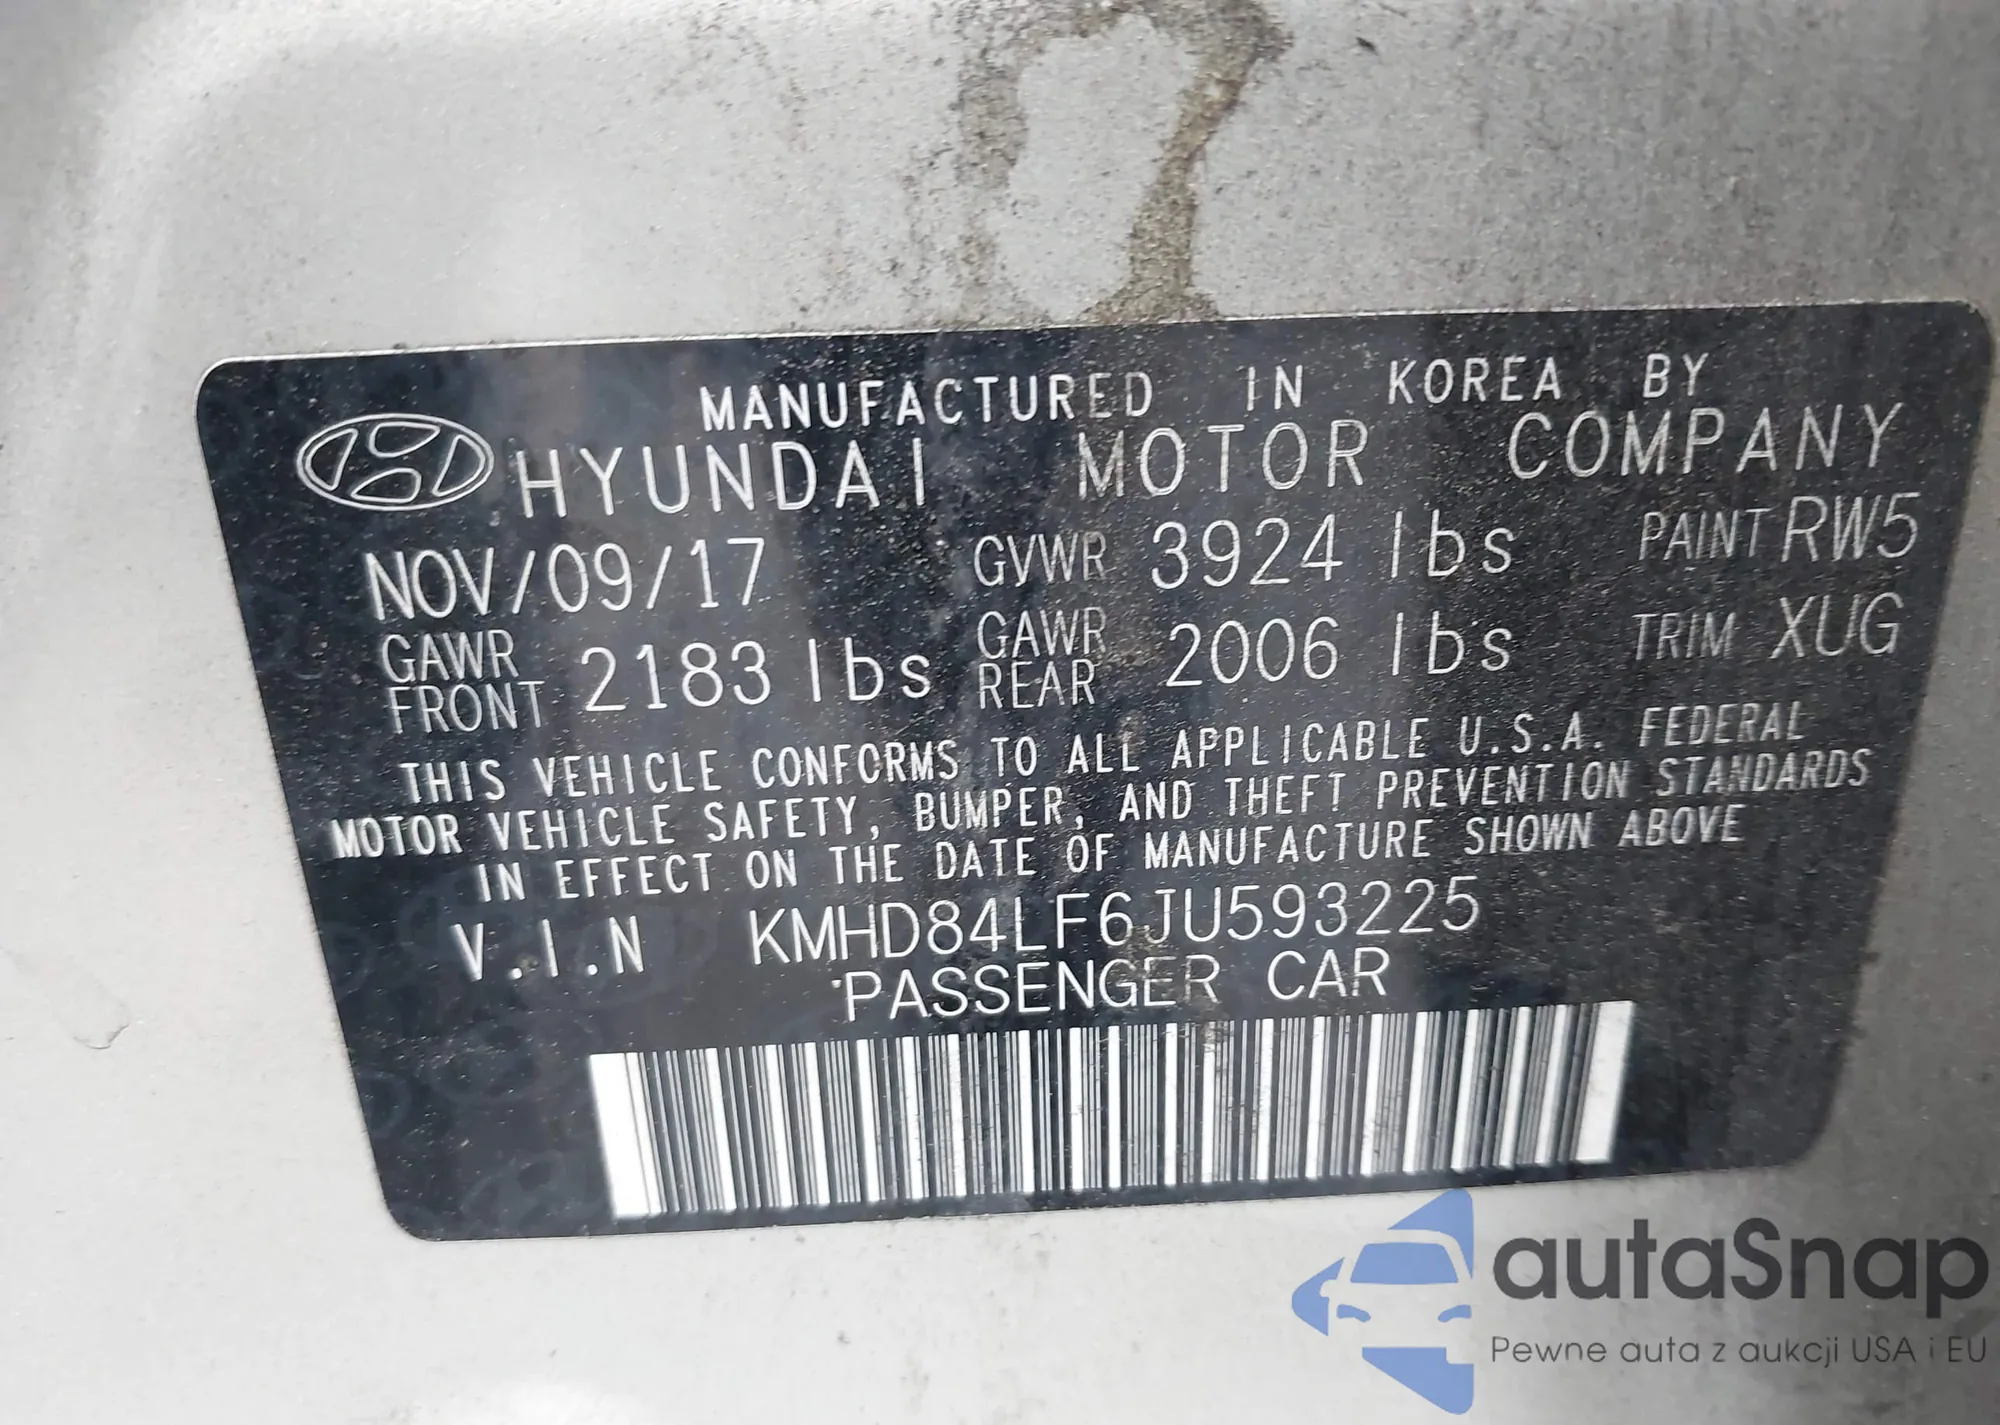 MANUFACTURED IN KOREA BY
HYUNDAI MOTOR COMPANY
NOV/09/17 GVWR 3924 lbs PAINT RW5
GAWR FRONT 2183 lbs GAWR REAR 2006 lbs TRIM XUG
THIS VEHICLE CONFORMS TO ALL APPLICABLE U.S.A. FEDERAL
MOTOR VEHICLE SAFETY, BUMPER, AND THEFT PREVENTION STANDARDS
IN EFFECT ON THE DATE OF MANUFACTURE SHOWN ABOVE
V.I.N KMHD84LF6JU593225
PASSENGER CAR
autaSnap
Pewne auta z aukcji USA i EU